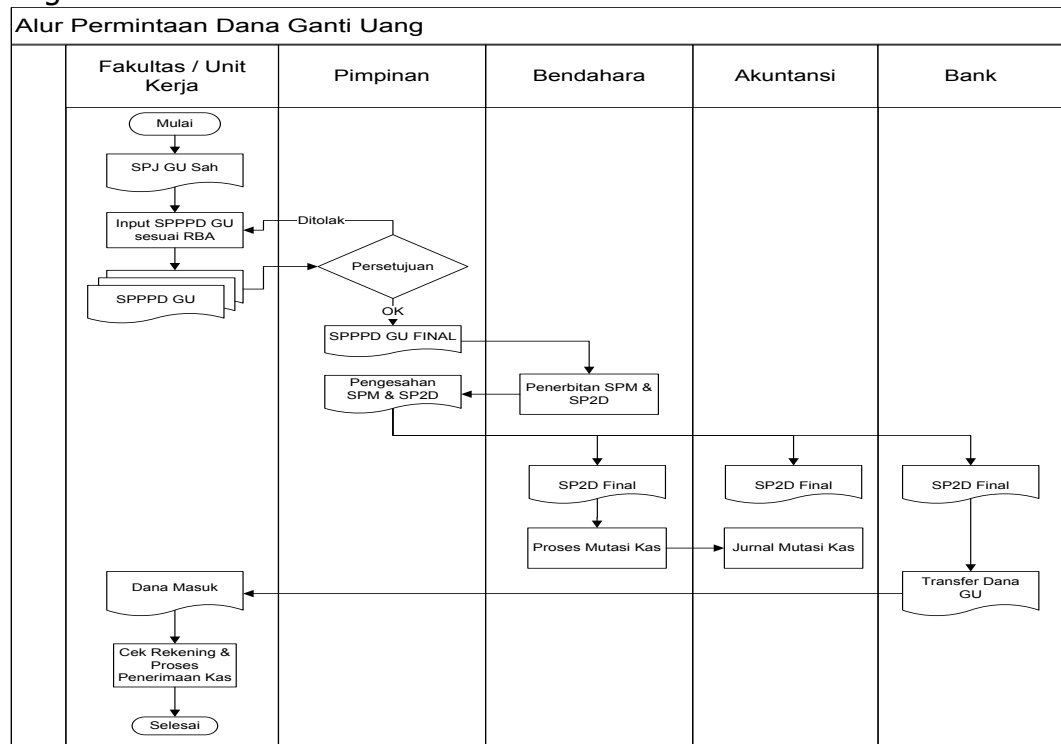 Alur Permintaan Dana Ganti Uang
Fakultas / Unit
Kerja
Pimpinan
Bendahara
Akuntansi
Bank
Mulai
SPJ GU Sah
Input SPPPD GU
sesuai RBA
Ditolak
SPPPD GU
Persetujuan
OK
SPPPD GU FINAL
Pengesahan
SPM & SP2D
Penerbitan SPM &
SP2D
SP2D Final
SP2D Final
SP2D Final
Proses Mutasi Kas
Jurnal Mutasi Kas
Transfer Dana
GU
Dana Masuk
Cek Rekening &
Proses
Penerimaan Kas
Selesai